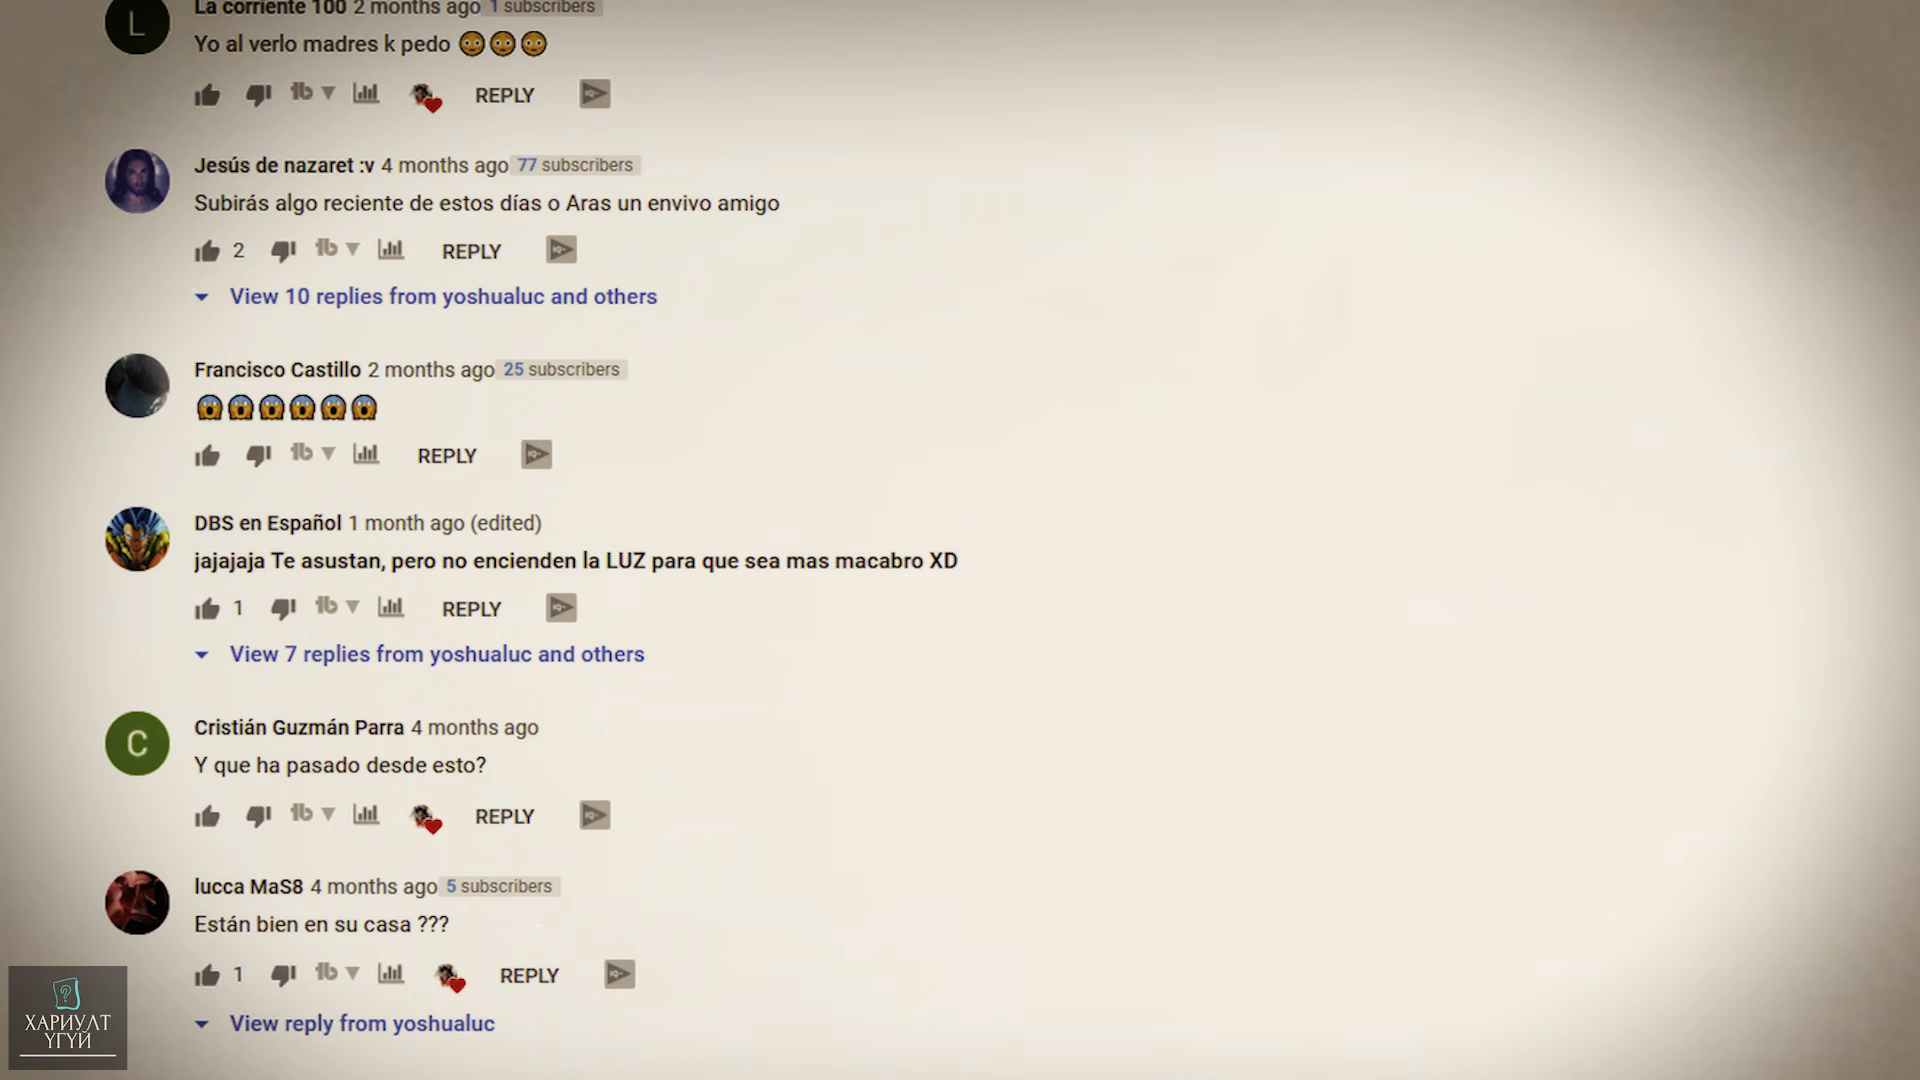 La corriente 100 2 months ago 1 subscribers
Yo al verlo madres k pedo 😳😳😳
REPLY
Jesús de nazaret :v 4 months ago 77 subscribers
Subirás algo reciente de estos días o Aras un envivo amigo
2 REPLY
View 10 replies from yoshualuc and others
Francisco Castillo 2 months ago 25 subscribers
😱😱😱😱😱😱
REPLY
DBS en Español 1 month ago (edited)
jajajaja Te asustan, pero no encienden la LUZ para que sea mas macabro XD
1 REPLY
View 7 replies from yoshualuc and others
Cristián Guzmán Parra 4 months ago
Y que ha pasado desde esto?
REPLY
lucca MaS8 4 months ago 5 subscribers
Están bien en su casa ???
1 REPLY
View reply from yoshualuc
ХАРИУЛТ
ҮГҮЙ